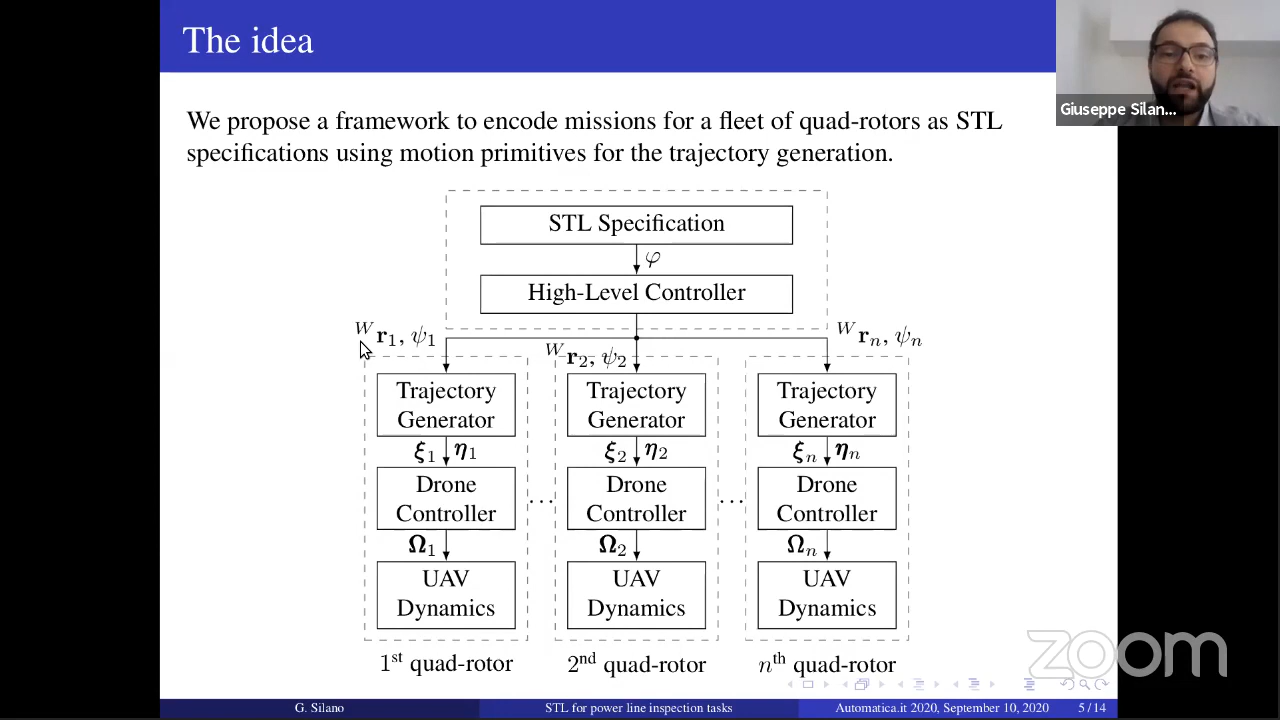 The idea
Giuseppe Silan...
We propose a framework to encode missions for a fleet of quad-rotors as STL
specifications using motion primitives for the trajectory generation.
STL Specification
φ
High-Level Controller
ᵂr₁, ψ₁
ᵂr₂, ψ₂
ᵂrₙ, ψₙ
Trajectory
Generator
Trajectory
Generator
Trajectory
Generator
ξ₁ η₁
ξ₂ η₂
ξₙ ηₙ
Drone
Controller
...
Drone
Controller
...
Drone
Controller
Ω₁
Ω₂
Ωₙ
UAV
Dynamics
UAV
Dynamics
UAV
Dynamics
1st quad-rotor
2nd quad-rotor
nth quad-rotor
zoom
G. Silano
STL for power line inspection tasks
Automatica.it 2020, September 10, 2020
5 / 14